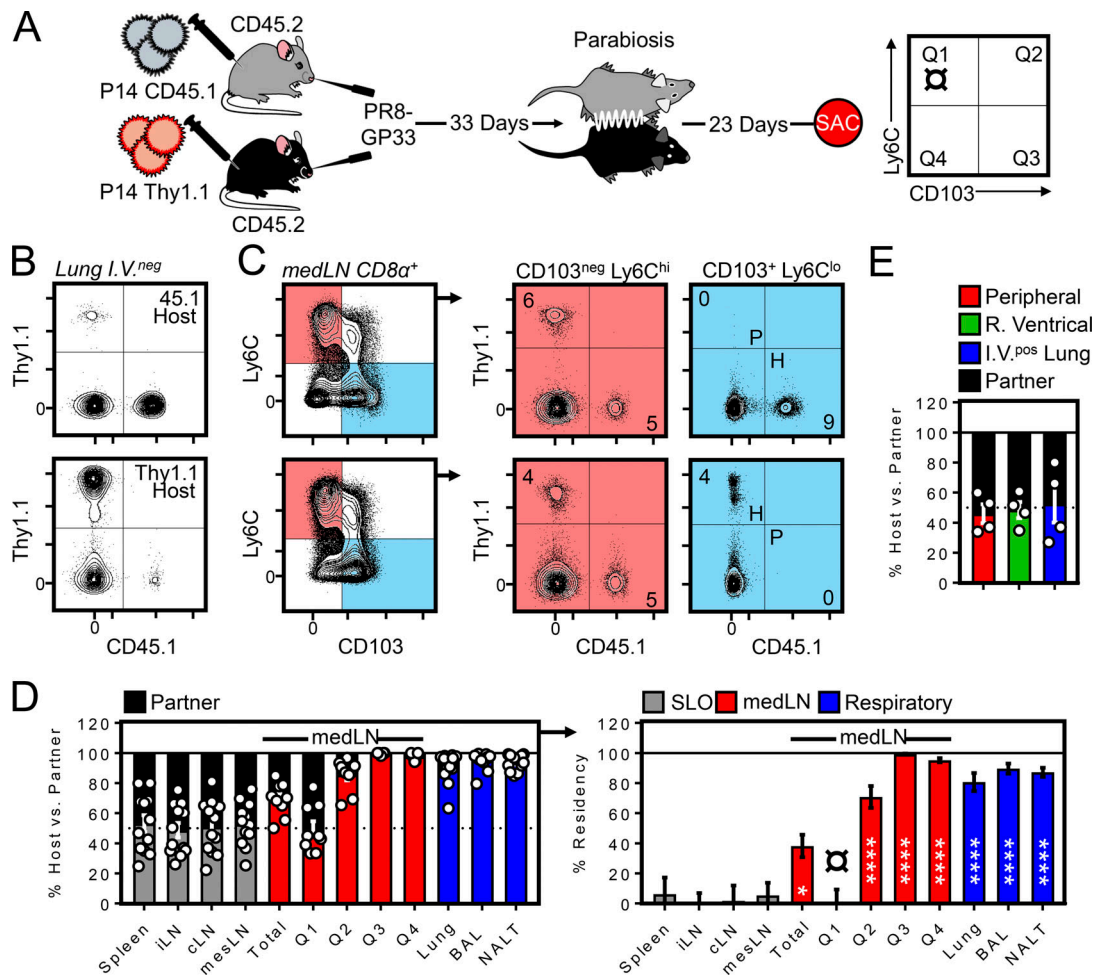 A
P14 CD45.1
CD45.2
P14 Thy1.1
CD45.2
PR8-
GP33
33 Days
Parabiosis
23 Days
SAC
Ly6C
Q1
Q2
Q4
Q3
CD103
B
Lung I.V.neg
45.1
Host
Thy1.1
0
Thy1.1
Host
Thy1.1
0
0
CD45.1
C
medLN CD8α+
CD103neg Ly6Chi
CD103+ Ly6Clo
Ly6C
0
Thy1.1
6
5
0
P
H
9
Ly6C
0
Thy1.1
4
5
4
H
P
0
0
CD103
0
CD45.1
0
CD45.1
E
Peripheral
R. Ventrical
I.V.pos Lung
Partner
% Host vs. Partner
120
100
80
60
40
20
0
D
Partner
medLN
% Host vs. Partner
120
100
80
60
40
20
0
Spleen
iLN
cLN
mesLN
Total
Q1
Q2
Q3
Q4
Lung
BAL
NALT
SLO
medLN
Respiratory
medLN
% Residency
120
100
80
60
40
20
0
*
****
****
****
****
****
****
Spleen
iLN
cLN
mesLN
Total
Q1
Q2
Q3
Q4
Lung
BAL
NALT